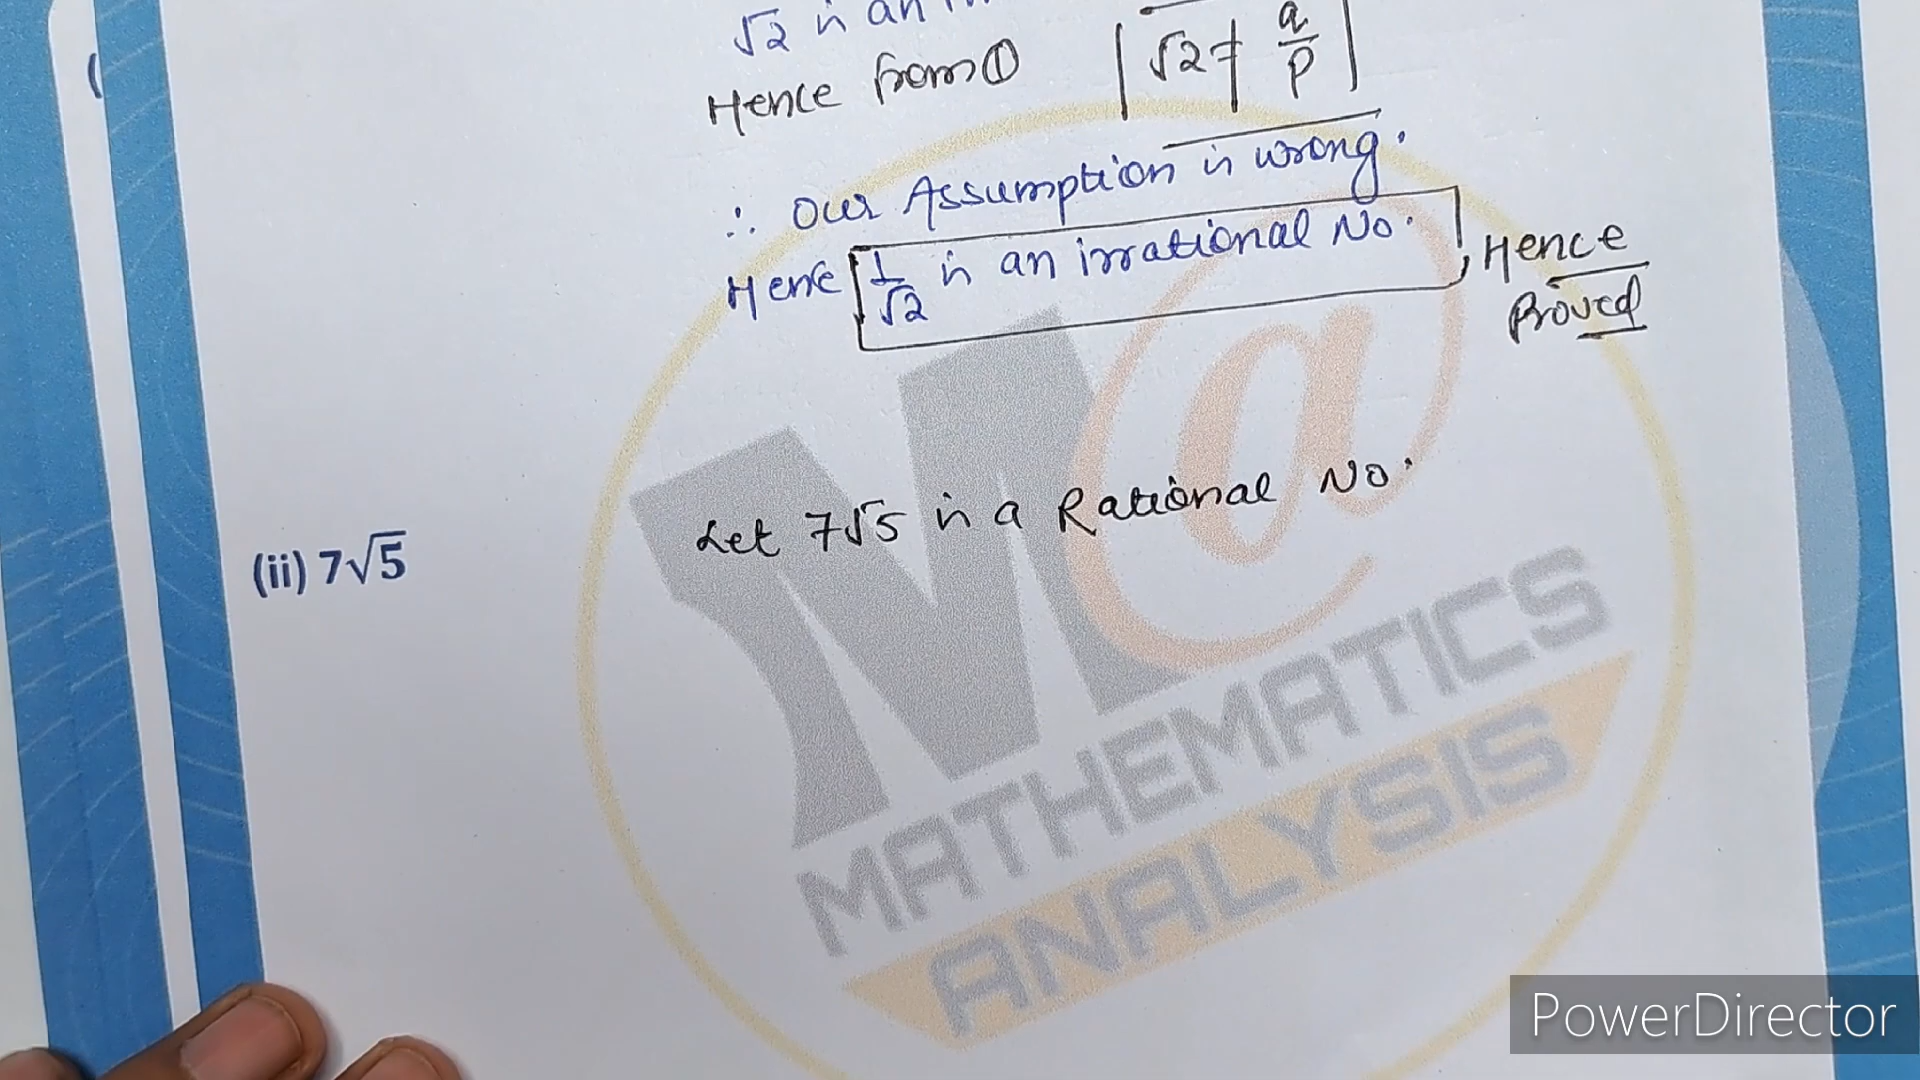 √2 is an
Hence from ① √2 ≠ q/p
∴ Our Assumption is wrong.
Hence 1/√2 is an irrational No. , Hence Proved
(ii) 7√5 Let 7√5 is a Rational No.
MATHEMATICS
ANALYSIS
PowerDirector